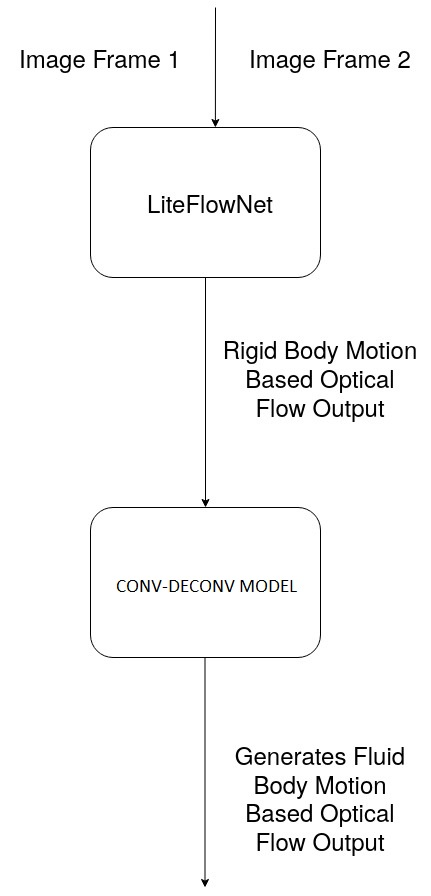 Image Frame 1
Image Frame 2
LiteFlowNet
Rigid Body Motion
Based Optical
Flow Output
CONV-DECONV MODEL
Generates Fluid
Body Motion
Based Optical
Flow Output